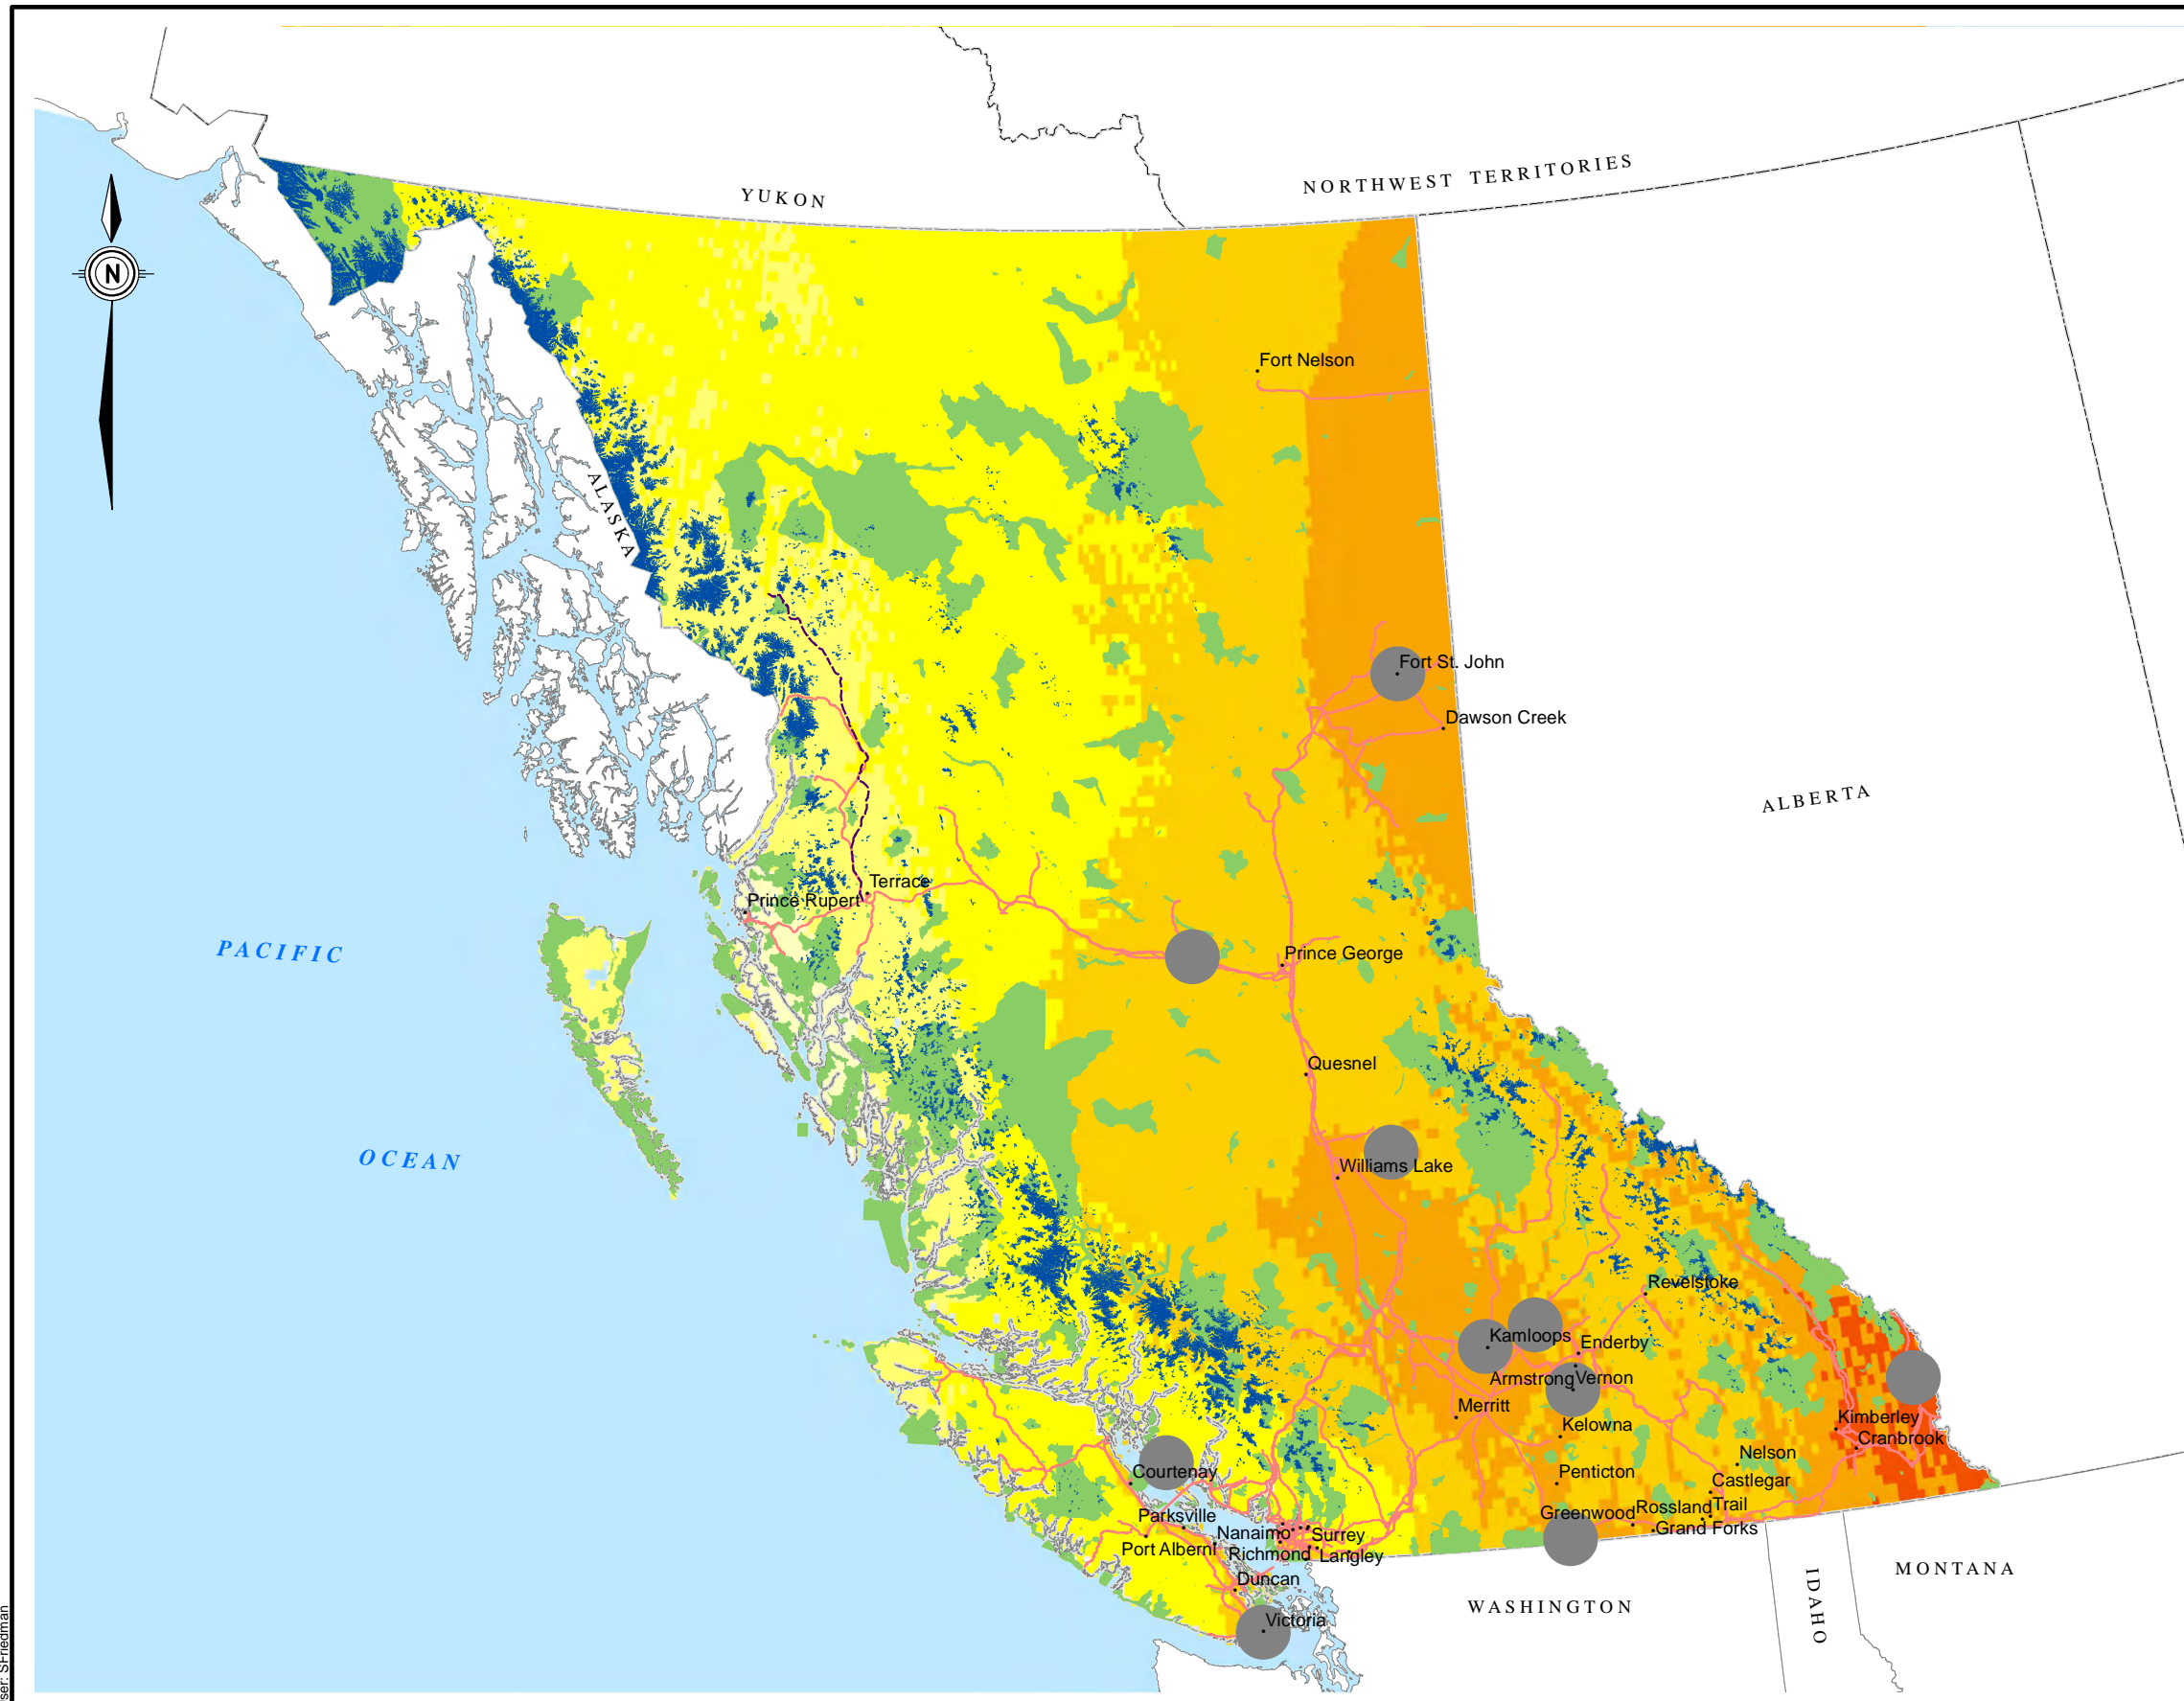 YUKON
NORTHWEST TERRITORIES
N
Fort Nelson
ALASKA
Fort St. John
Dawson Creek
ALBERTA
Terrace
Prince Rupert
PACIFIC
Prince George
Quesnel
OCEAN
Williams Lake
Revelstoke
Kamloops
Enderby
Armstrong
Vernon
Merritt
Kimberley
Kelowna
Cranbrook
Nelson
Courtenay
Penticton
Castlegar
Greenwood
Rossland
Trail
Parksville
Nanaimo
Surrey
Grand Forks
Port Alberni
Richmond
Langley
MONTANA
Duncan
IDAHO
WASHINGTON
Victoria
ser: SFriedman